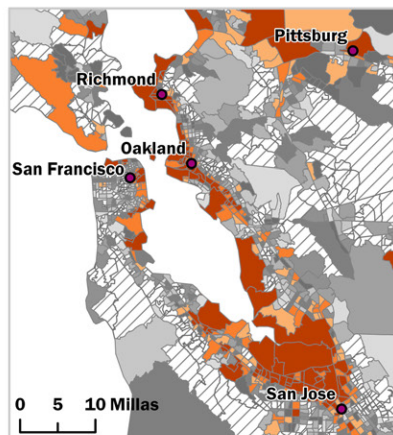 Pittsburg
Richmond
Oakland
San Francisco
San Jose
0 5 10 Millas